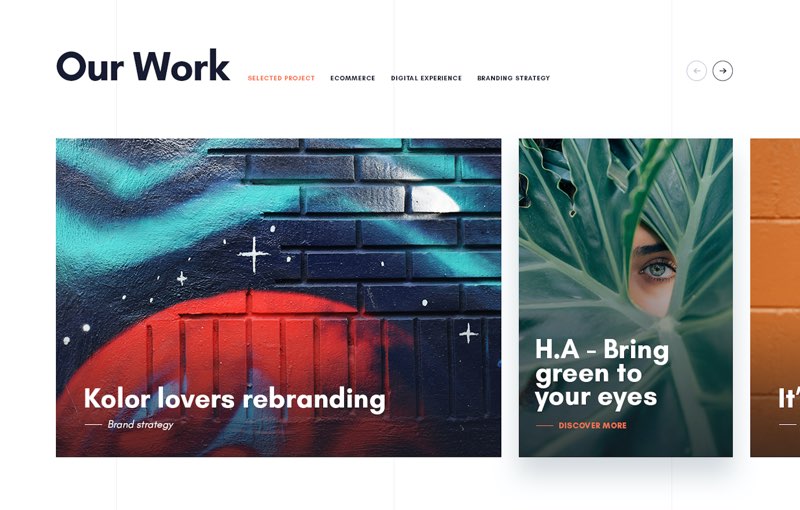 Our Work
SELECTED PROJECT
ECOMMERCE
DIGITAL EXPERIENCE
BRANDING STRATEGY
Kolor lovers rebranding
Brand strategy
H.A - Bring
green to
your eyes
DISCOVER MORE
It'